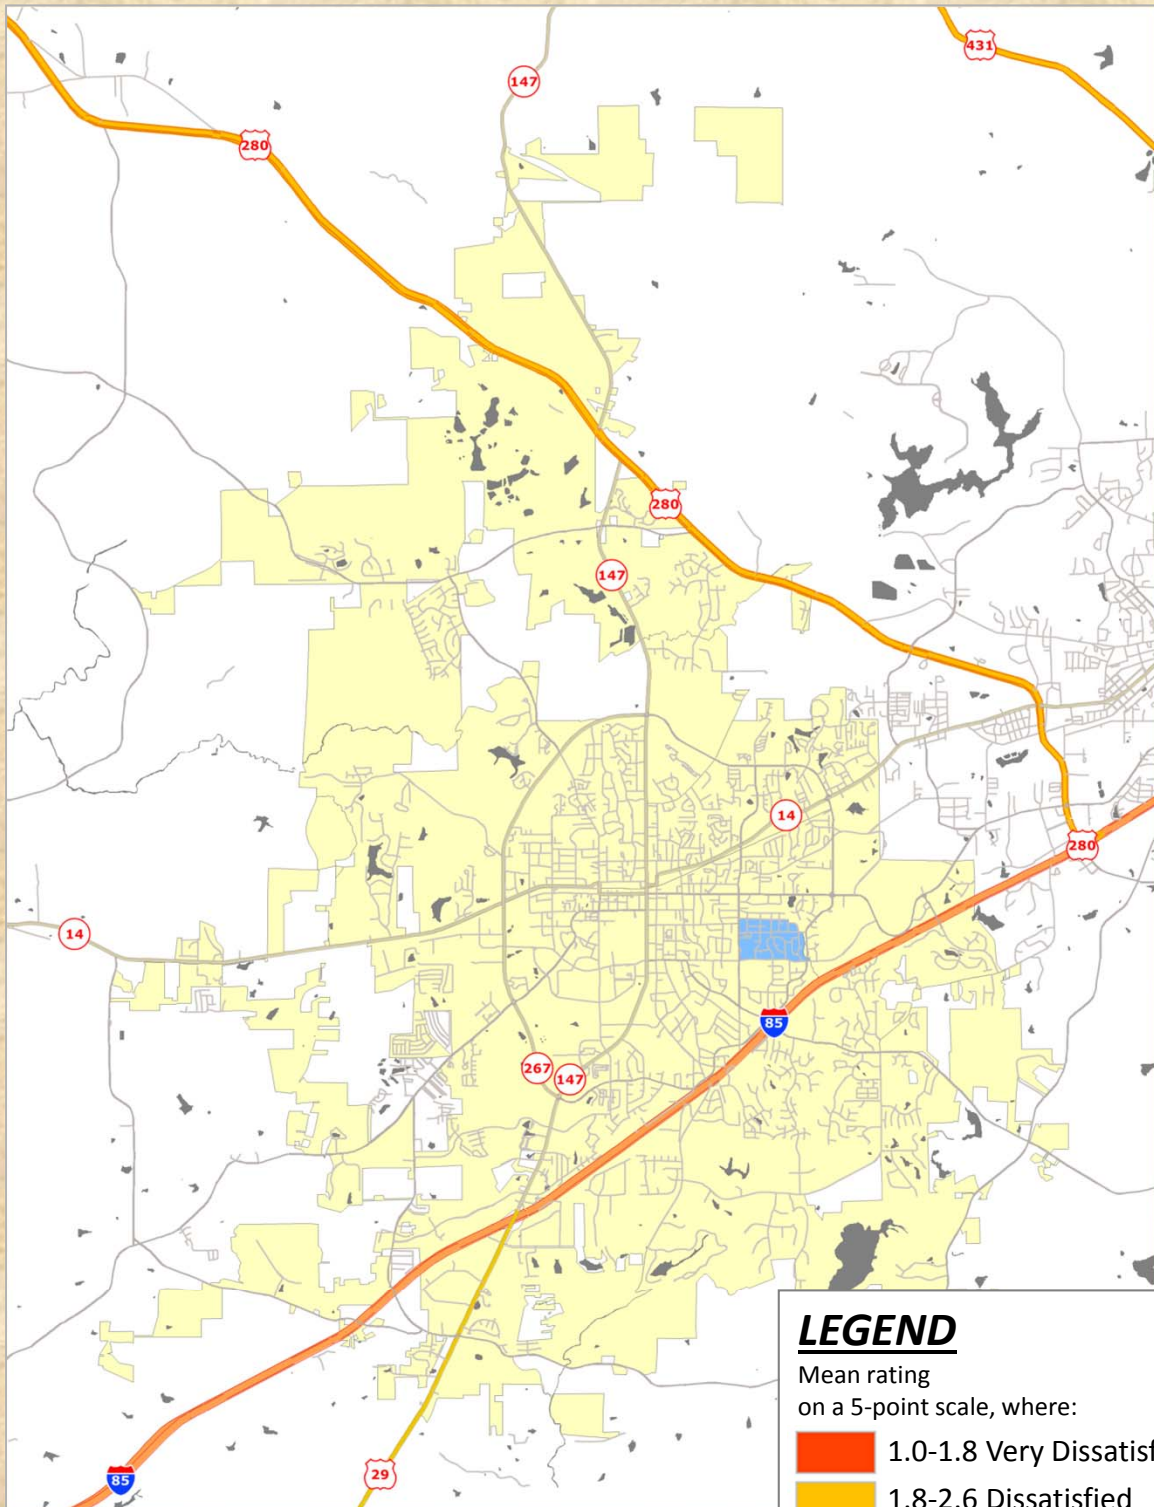 431
147
280
280
147
14
280
14
85
267
147
29
85
LEGEND
Mean rating
on a 5-point scale, where:
1.0-1.8 Very Dissatisf
1.8-2.6 Dissatisfied